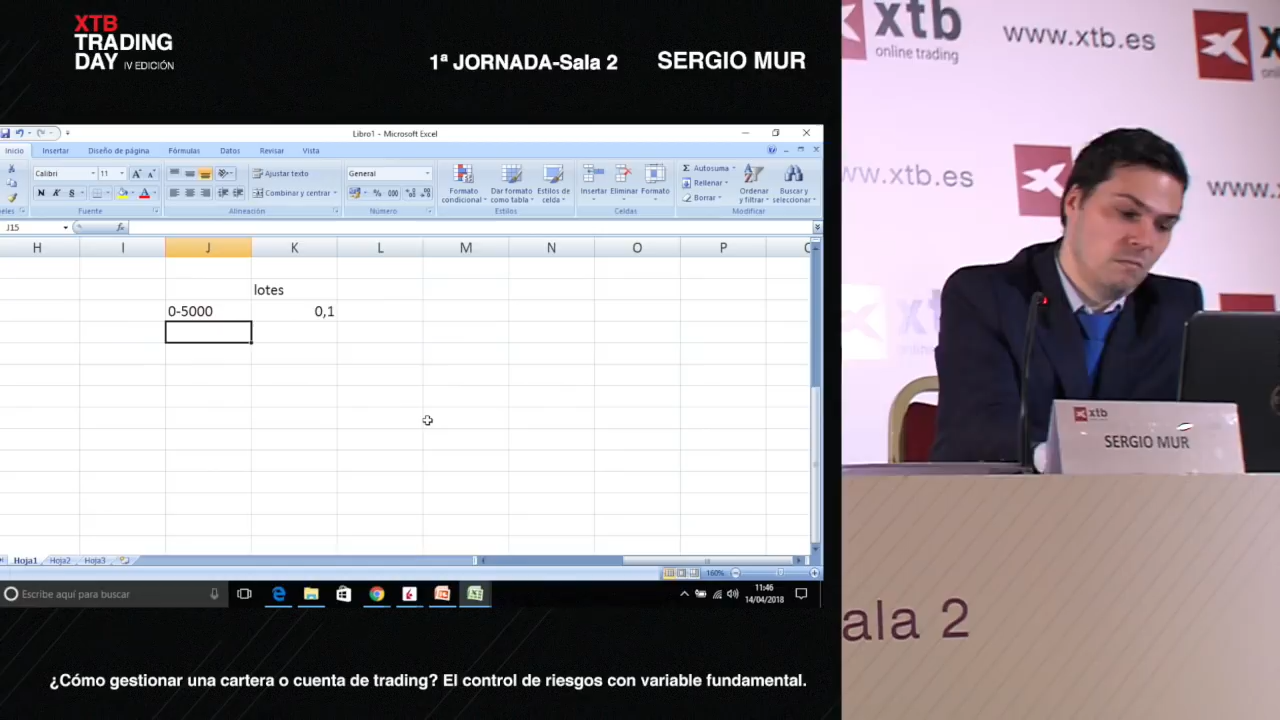 XTB
TRADING
DAY IV EDICIÓN
1ª JORNADA-Sala 2
SERGIO MUR
Libro1 - Microsoft Excel
Inicio Insertar Diseño de página Fórmulas Datos Revisar Vista
Calibri 11
Ajustar texto
General
Formato condicional
Dar formato como tabla
Estilos de celda
Insertar Eliminar Formato
Autosuma
Rellenar
Borrar
Ordenar y filtrar
Buscar y seleccionar
N K S
Combinar y centrar
% 000
Fuente Alineación Número Estilos Celdas Modificar
J15 fx
H I J K L M N O P
lotes
0-5000 0,1
Hoja1 Hoja2 Hoja3
160%
Escribe aquí para buscar
11:46
14/04/2018
¿Cómo gestionar una cartera o cuenta de trading? El control de riesgos con variable fundamental.
xtb
online trading
www.xtb.es
www.xtb.es
xtb
SERGIO MUR
ala 2